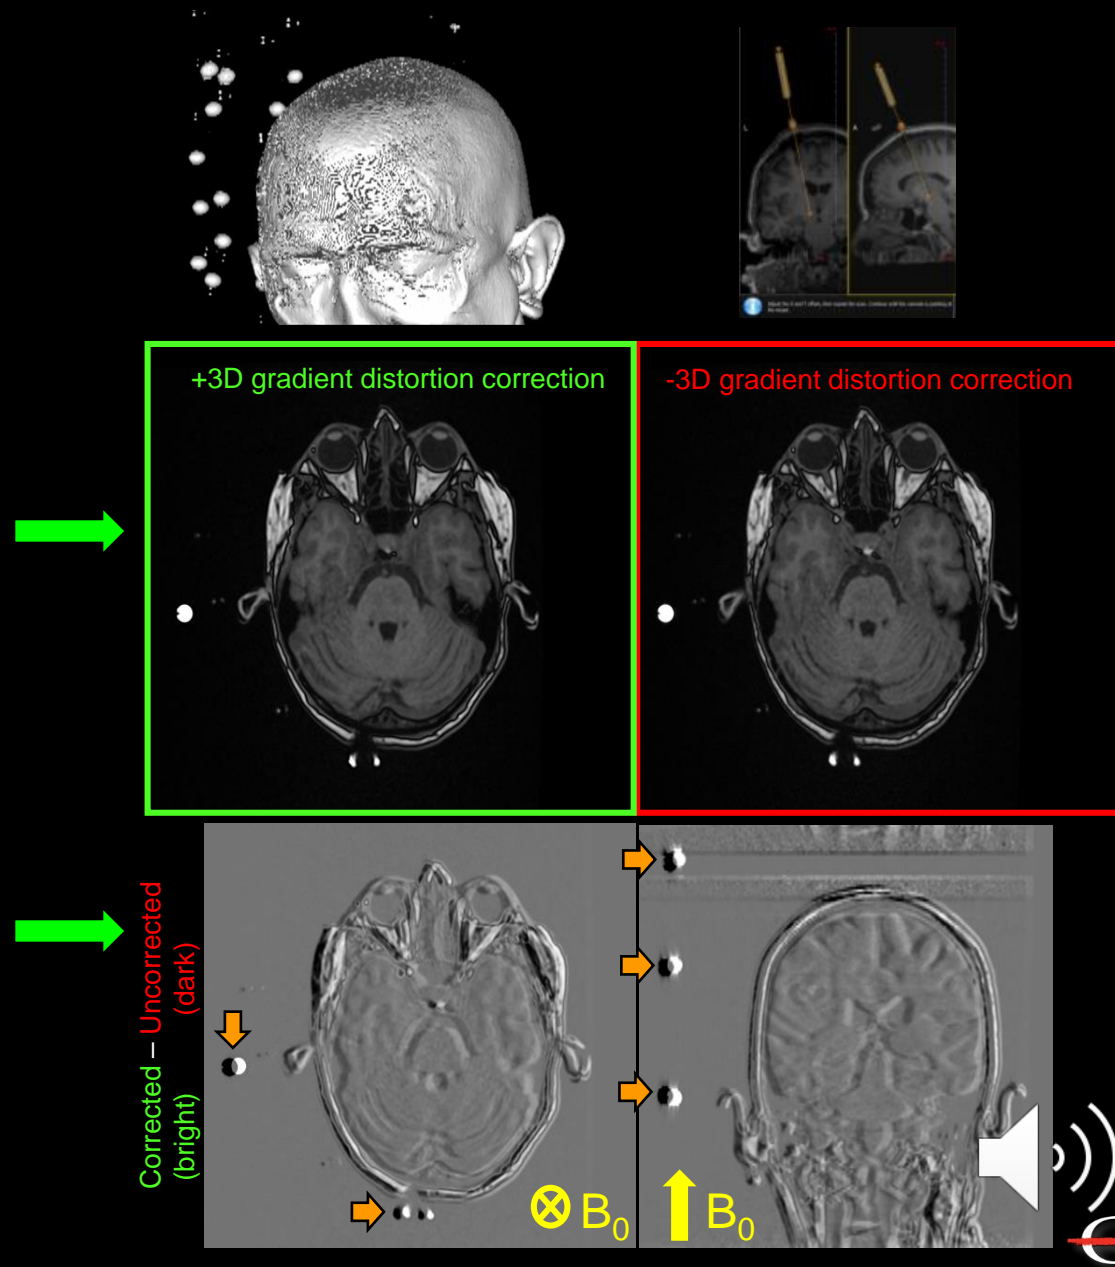 +3D gradient distortion correction
-3D gradient distortion correction
Corrected – Uncorrected
(bright) (dark)
⊗ B₀
B₀